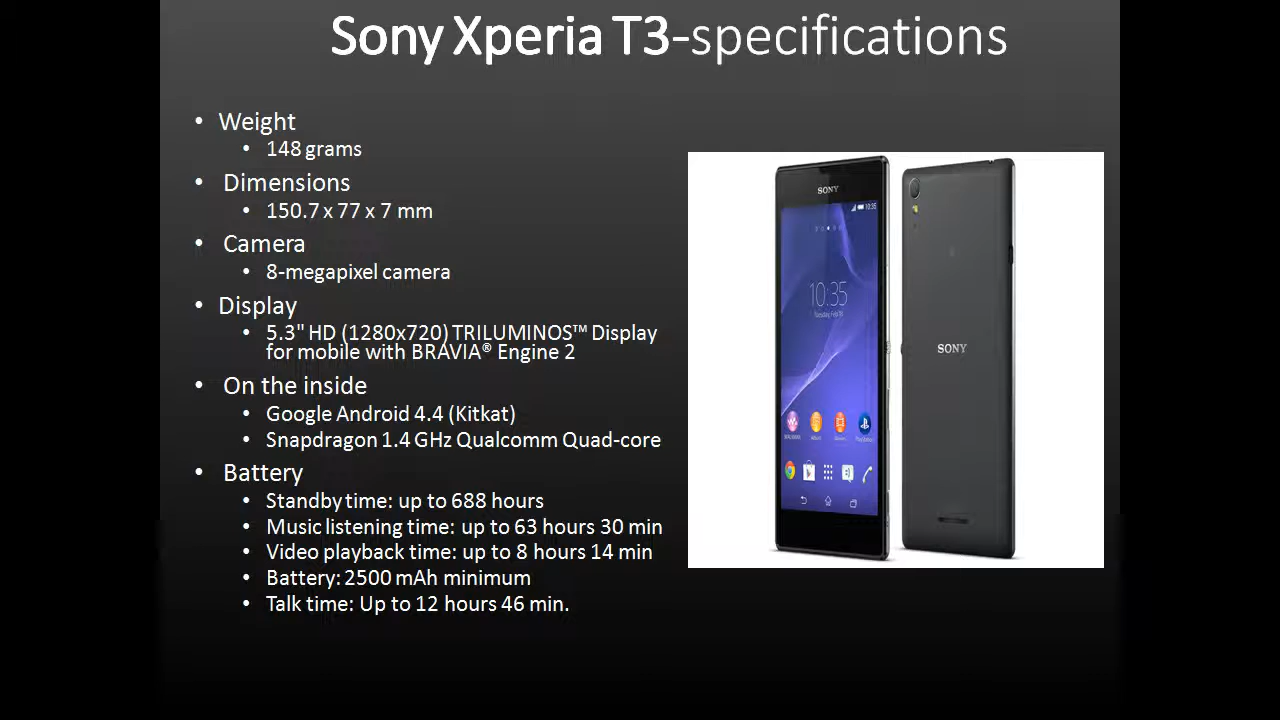 Sony Xperia T3-specifications
• Weight
• 148 grams
• Dimensions
• 150.7 x 77 x 7 mm
• Camera
• 8-megapixel camera
• Display
• 5.3" HD (1280x720) TRILUMINOS™ Display
for mobile with BRAVIA® Engine 2
• On the inside
• Google Android 4.4 (Kitkat)
• Snapdragon 1.4 GHz Qualcomm Quad-core
• Battery
• Standby time: up to 688 hours
• Music listening time: up to 63 hours 30 min
• Video playback time: up to 8 hours 14 min
• Battery: 2500 mAh minimum
• Talk time: Up to 12 hours 46 min.
SONY
10:35
10:35
SONY